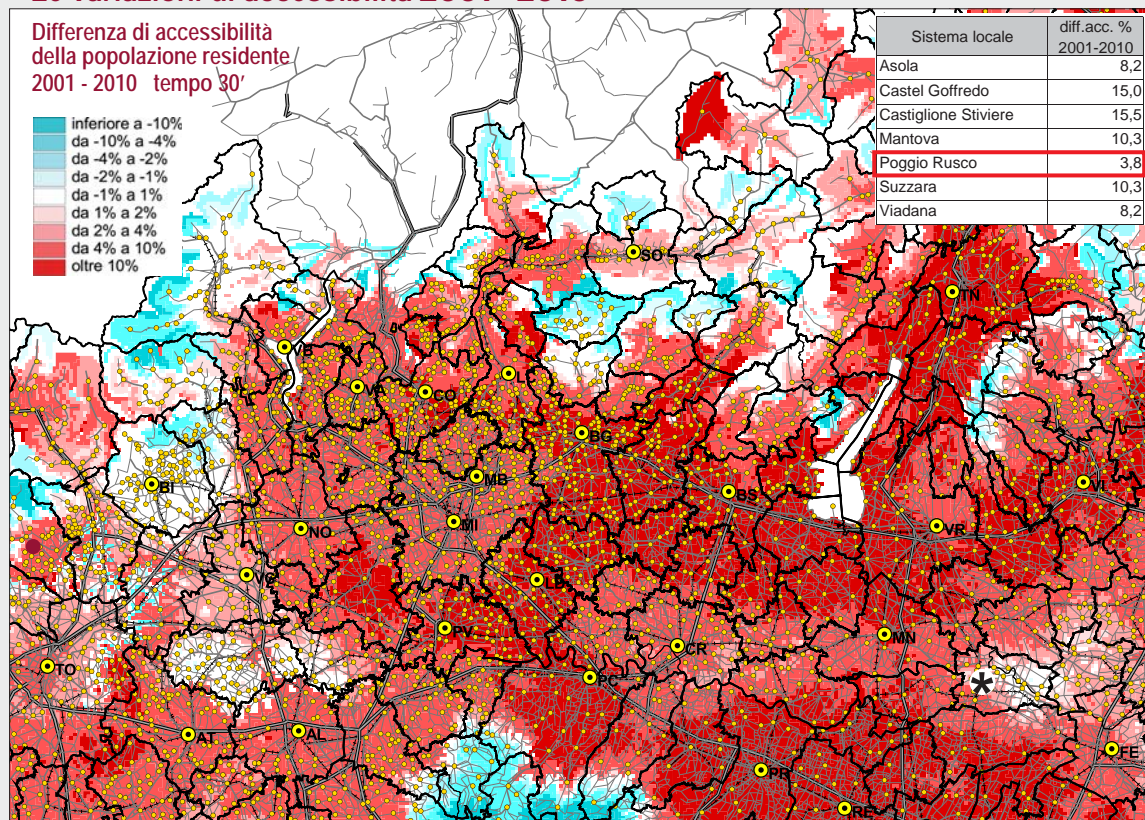 Differenza di accessibilità
della popolazione residente
2001 - 2010 tempo 30'
inferiore a -10%
da -10% a -4%
da -4% a -2%
da -2% a -1%
da -1% a 1%
da 1% a 2%
da 2% a 4%
da 4% a 10%
oltre 10%
Sistema locale diff.acc. %
2001-2010
Asola 8,2
Castel Goffredo 15,0
Castiglione Stiviere 15,5
Mantova 10,3
Poggio Rusco 3,8
Suzzara 10,3
Viadana 8,2
SO
TN
CO
BG
BI
MB
BS
VI
NO
MI
VR
PV
MN
TO
CR
*
AT
AL
FE
PR
RE